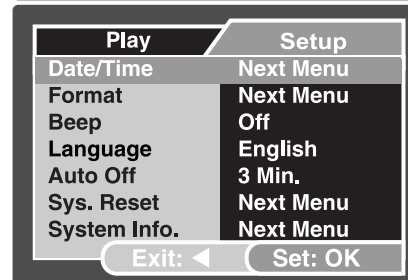 Play Setup
Date/Time Next Menu
Format Next Menu
Beep Off
Language English
Auto Off 3 Min.
Sys. Reset Next Menu
System Info. Next Menu
Exit: ◀ Set: OK